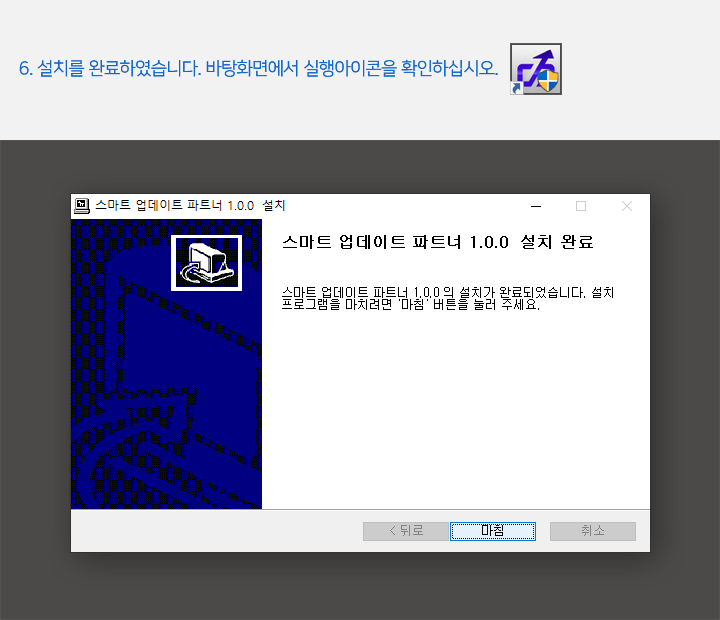 6. 설치를 완료하였습니다. 바탕화면에서 실행아이콘을 확인하십시오.
스마트 업데이트 파트너 1.0.0 설치
스마트 업데이트 파트너 1.0.0 설치 완료
스마트 업데이트 파트너 1.0.0 의 설치가 완료되었습니다. 설치
프로그램을 마치려면 '마침' 버튼을 눌러 주세요.
< 뒤로
마침
취소